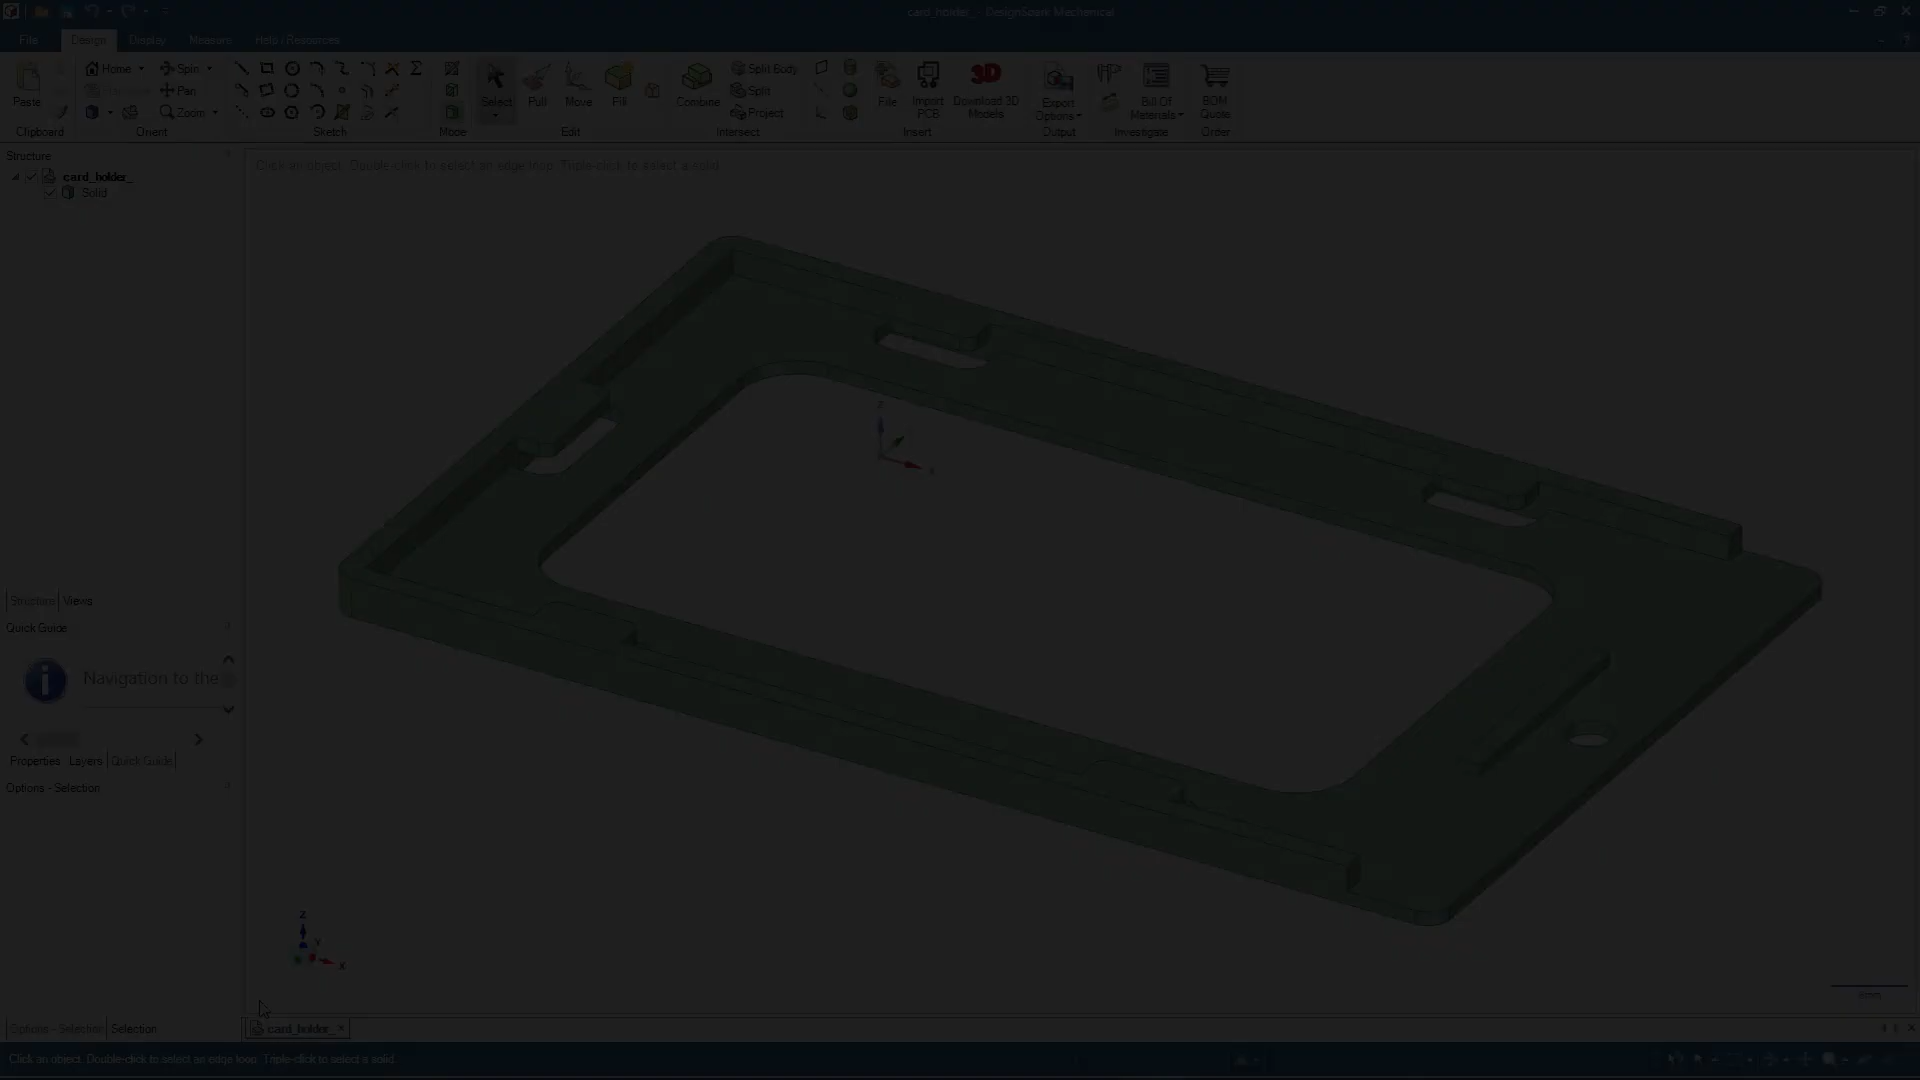 card_holder_ - DesignSpark Mechanical
File Design Display Measure Help / Resources
Home Spin Split Body
Pan Split
Zoom Project
Paste Select Pull Move Fill Combine File Import PCB Download 3D Models Export Options Bill Of Materials BOM Quote
Clipboard Orient Sketch Mode Edit Intersect Insert Output Investigate Order
Structure
Click an object. Double-click to select an edge loop. Triple-click to select a solid.
card_holder_
Solid
Z
X
Structure Views
Quick Guide
Navigation to the
Properties Layers Quick Guide
Options - Selection
Z
Y
X
Options - Selection Selection
card_holder_
Click an object. Double-click to select an edge loop. Triple-click to select a solid.